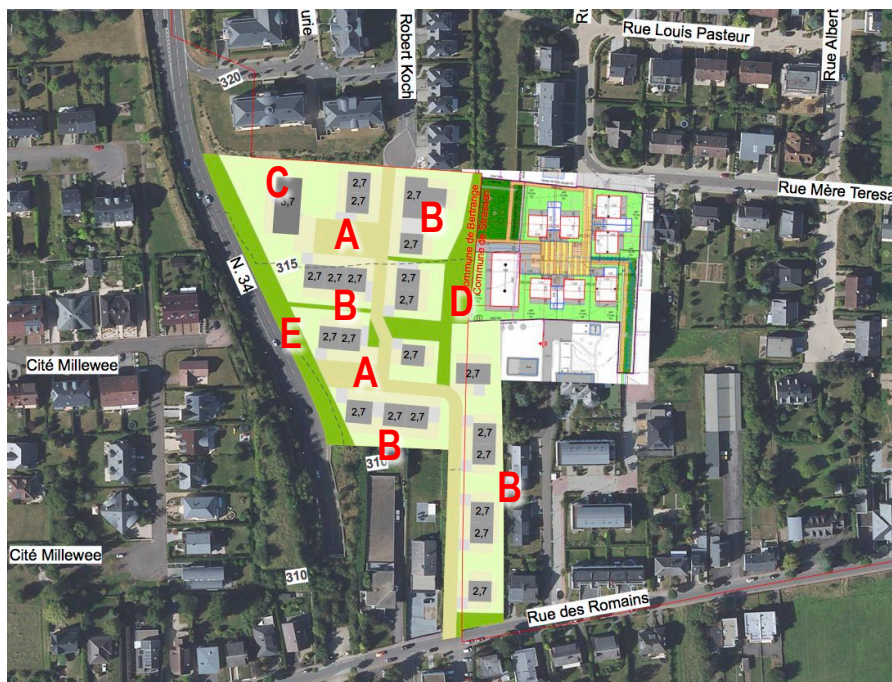 Rue Louis Pasteur
Rue Albert
urie
Robert Koch
320
Rue Mère Teresa
C
3,7
2,7
2,7
2,7
B
2,7
A
Commune de Bertrange
Commune de Strassen
315
N. 34
2,7 2,7 2,7
B
2,7
2,7
D
E
2,7 2,7
2,7
Cité Millewee
A
2,7
2,7
2,7 2,7
B
310
2,7
2,7
B
2,7
2,7
Cité Millewee
310
2,7
Rue des Romains